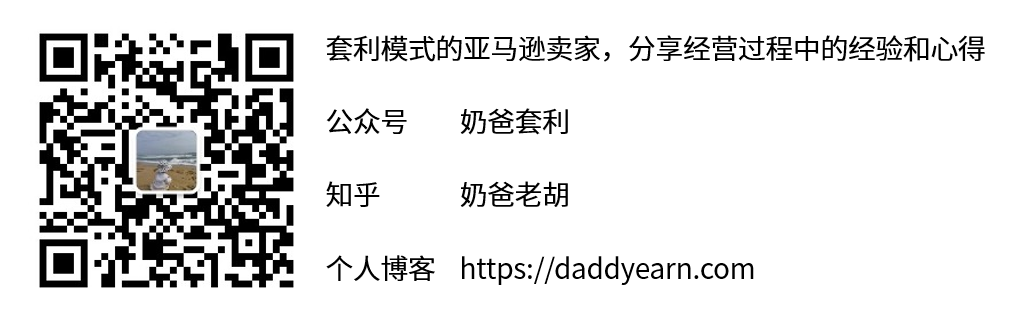 套利模式的亚马逊卖家，分享经营过程中的经验和心得
公众号 奶爸套利
知乎 奶爸老胡
个人博客 https://daddyearn.com